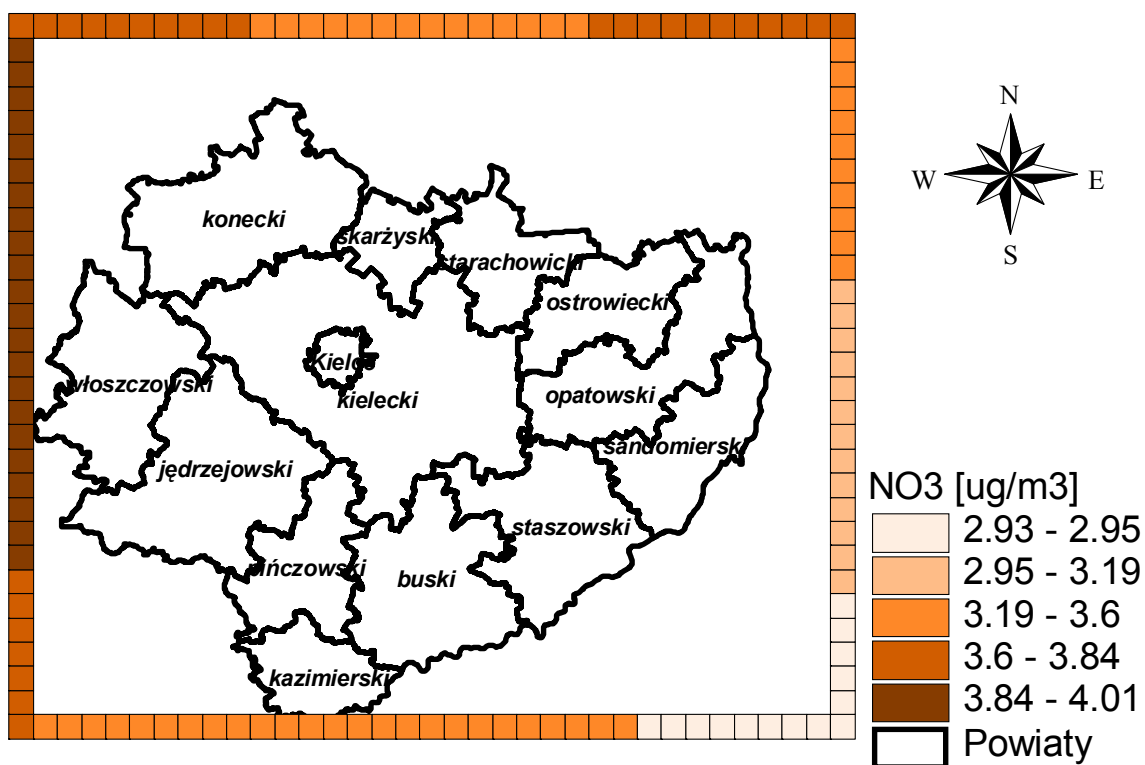 N
W E
S
konecki
skarżyski
starachowicki
ostrowiecki
Kielce
włoszczowski
kielecki
opatowski
sandomierski
jędrzejowski
staszowski
pińczowski
buski
kazimierski
NO3 [ug/m3]
2.93 - 2.95
2.95 - 3.19
3.19 - 3.6
3.6 - 3.84
3.84 - 4.01
Powiaty